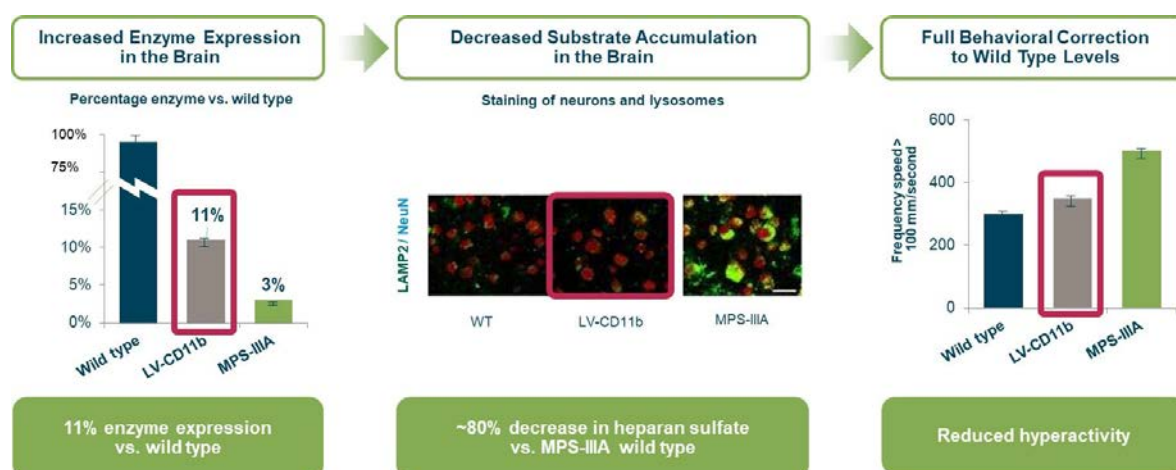 Increased Enzyme Expression
in the Brain
Decreased Substrate Accumulation
in the Brain
Full Behavioral Correction
to Wild Type Levels
Percentage enzyme vs. wild type
100%
75%
15%
10%
5%
0%
11%
3%
Wild type
LV-CD11b
MPS-IIIA
Staining of neurons and lysosomes
LAMP2 / NeuN
WT
LV-CD11b
MPS-IIIA
Frequency speed >
100 mm/second
600
400
200
0
Wild type
LV-CD11b
MPS-IIIA
11% enzyme expression
vs. wild type
~80% decrease in heparan sulfate
vs. MPS-IIIA wild type
Reduced hyperactivity